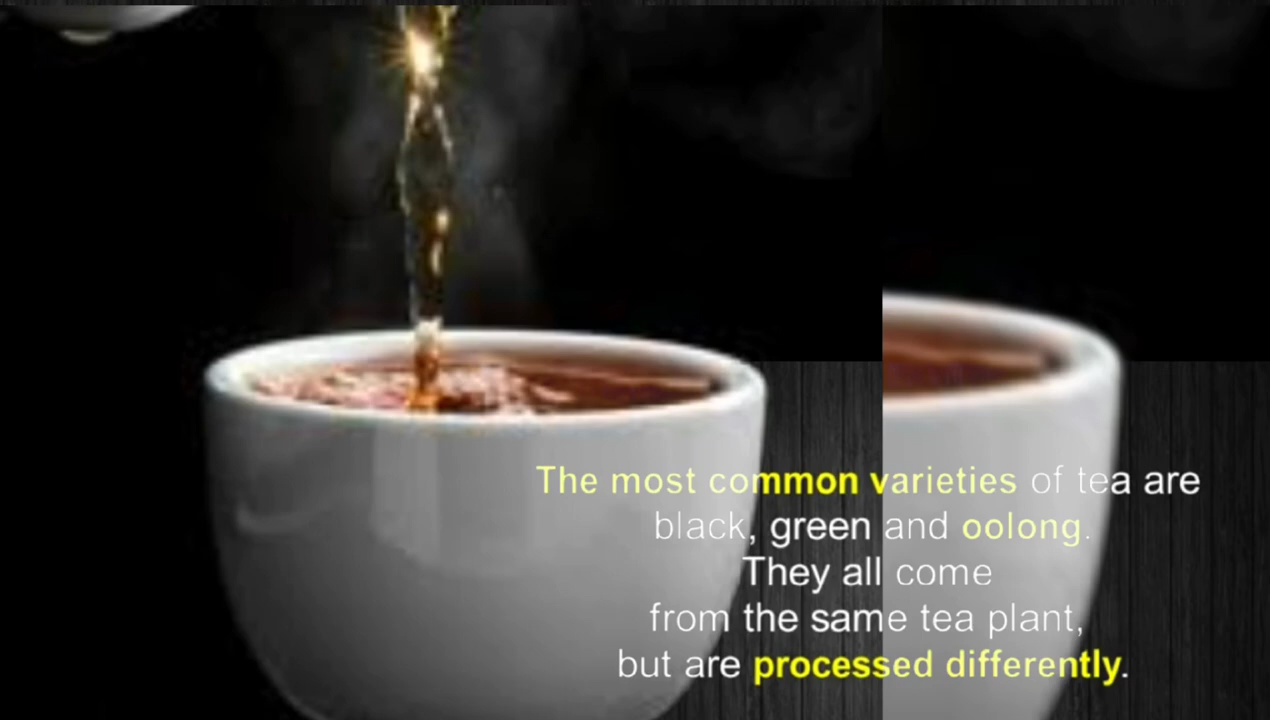 The most common varieties of tea are
black, green and oolong.
They all come
from the same tea plant,
but are processed differently.